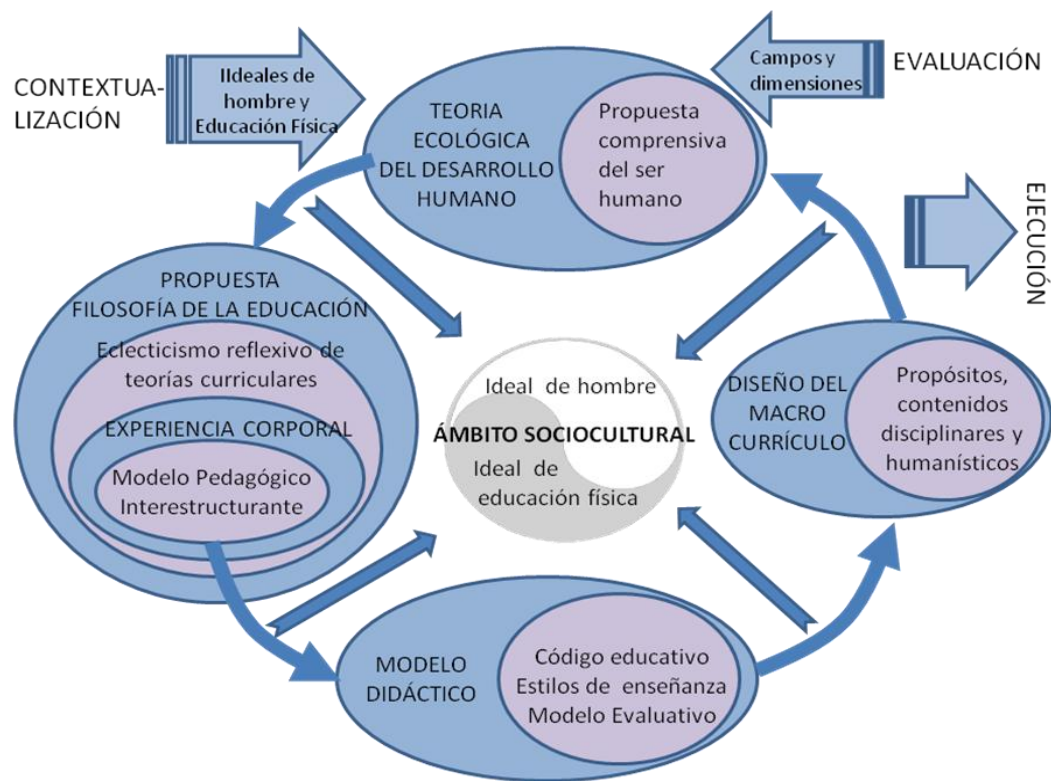 CONTEXTUA-
LIZACIÓN
IIdeales de
hombre y
Educación Física
TEORIA
ECOLÓGICA
DEL DESARROLLO
HUMANO
Propuesta
comprensiva
del ser
humano
Campos y
dimensiones
EVALUACIÓN
EJECUCIÓN
PROPUESTA
FILOSOFÍA DE LA EDUCACIÓN
Eclecticismo reflexivo de
teorías curriculares
EXPERIENCIA CORPORAL
Modelo Pedagógico
Interestructurante
Ideal de hombre
ÁMBITO SOCIOCULTURAL
Ideal de
educación física
DISEÑO DEL
MACRO
CURRÍCULO
Propósitos,
contenidos
disciplinares y
humanísticos
MODELO
DIDÁCTICO
Código educativo
Estilos de enseñanza
Modelo Evaluativo